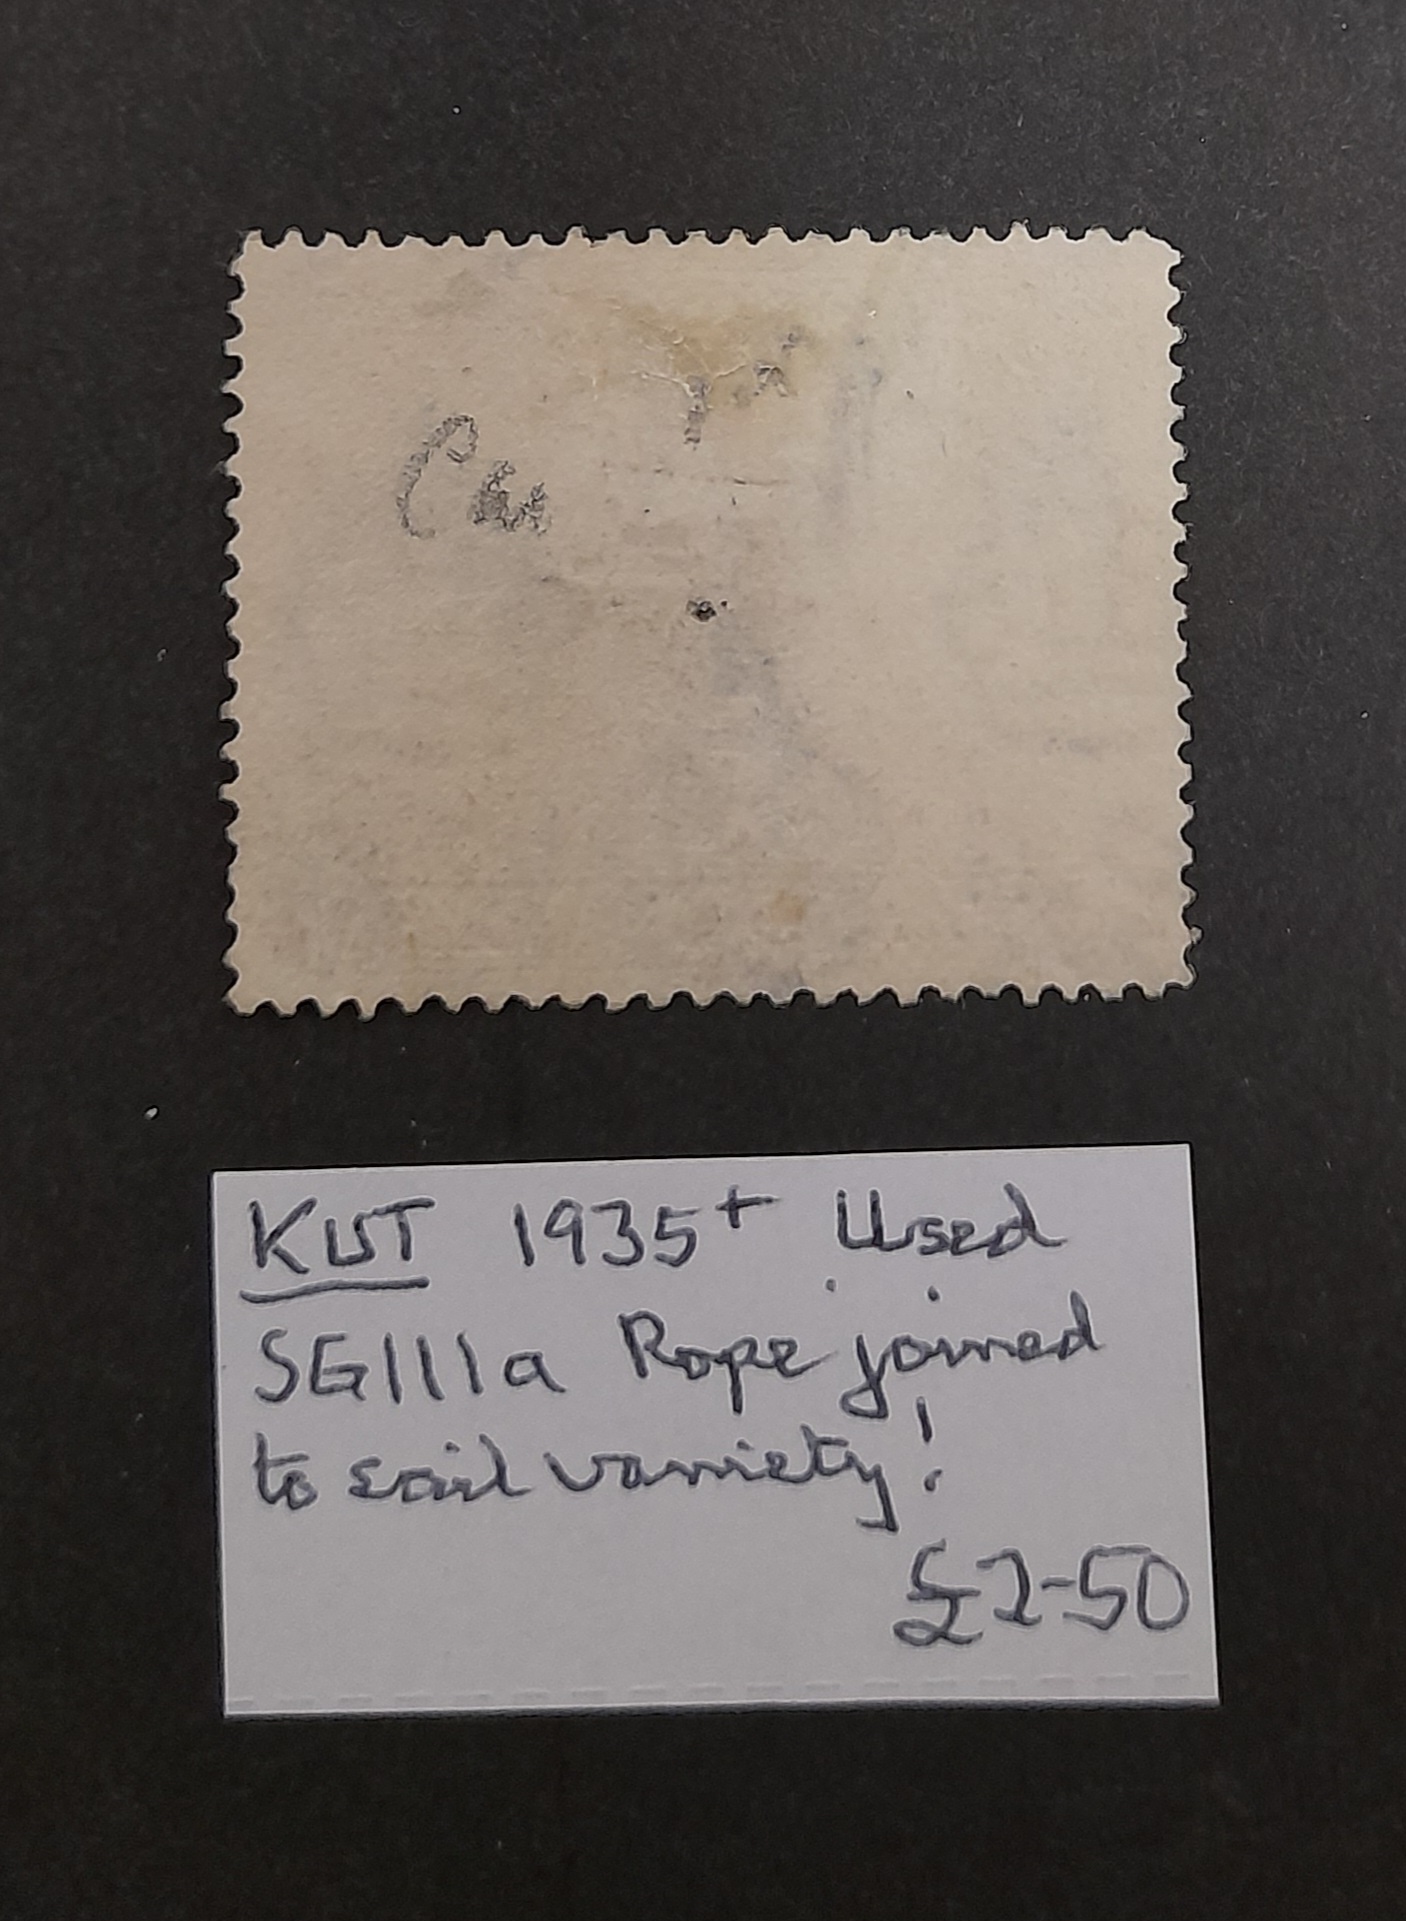 KUT 1935+ Used
SG111a Rope joined
to sail variety!
£2-50